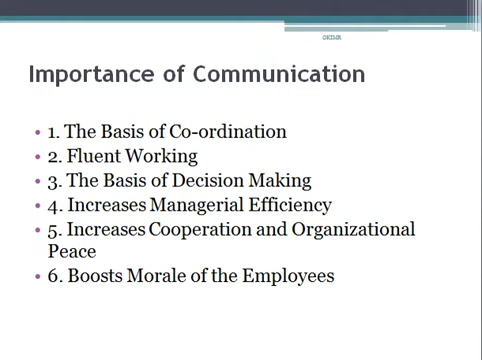 GKIMR
Importance of Communication
• 1. The Basis of Co-ordination
• 2. Fluent Working
• 3. The Basis of Decision Making
• 4. Increases Managerial Efficiency
• 5. Increases Cooperation and Organizational
Peace
• 6. Boosts Morale of the Employees